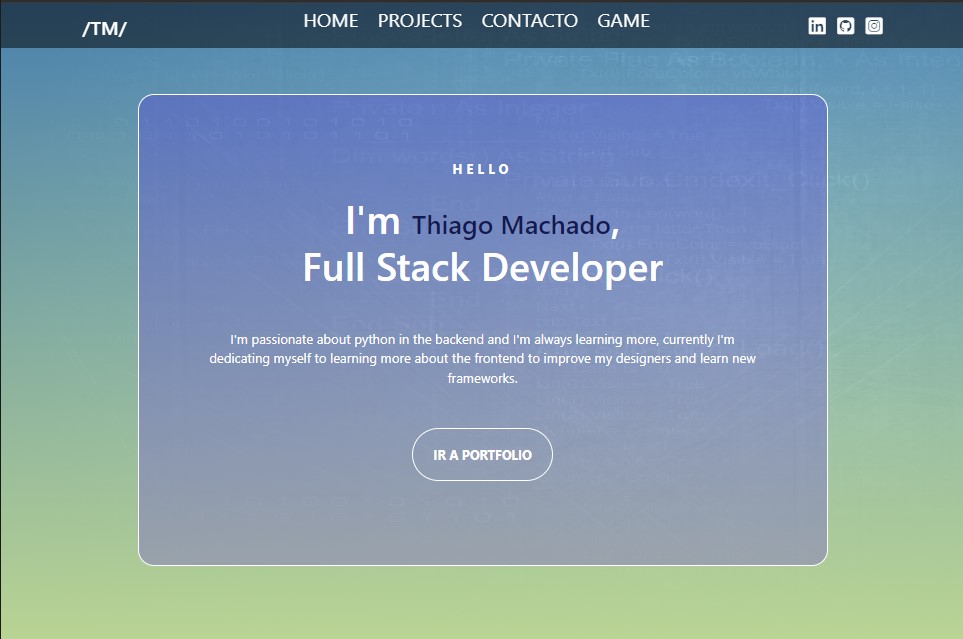 /TM/
HOME PROJECTS CONTACTO GAME
HELLO
I'm Thiago Machado,
Full Stack Developer
I'm passionate about python in the backend and I'm always learning more, currently I'm
dedicating myself to learning more about the frontend to improve my designers and learn new
frameworks.
IR A PORTFOLIO